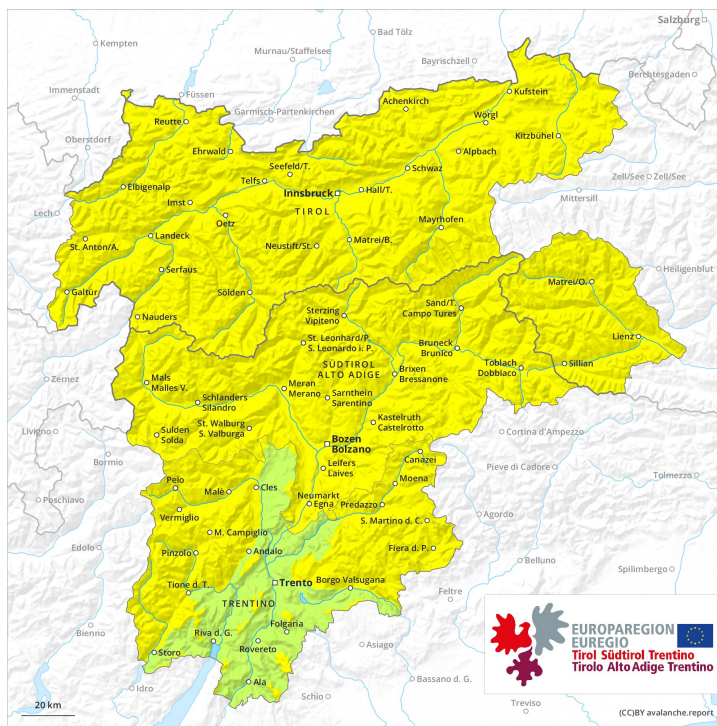 Salzburg
Kempten
Bad Tölz
Murnau/Staffelsee
Bayrischzell
Berchtesgaden
Immenstadt
Füssen
Garmisch-Partenkirchen
Achenkirch
Kufstein
Reutte
Wörgl
Oberstdorf
Ehrwald
Kitzbühel
Seefeld/T.
Alpbach
Schwaz
Telfs
Zell/See
Zell/See
Elbigenalp
Innsbruck
Hall/T.
Mittersill
Lech
Imst
TIROL
Oetz
Mayrhofen
St. Anton/A.
Landeck
Neustift/St.
Matrei/B.
Serfaus
Heiligenblut
Galtür
Sölden
Matrei/O.
Nauders
Sterzing
Vipiteno
Sand/T.
Campo Tures
St. Leonhard/P.
S. Leonardo i. P.
Bruneck
Brunico
Lienz
SÜDTIROL
ALTO ADIGE
Toblach
Dobbiaco
Sillian
Zernez
Mals
Malles V.
Meran
Merano
Brixen
Bressanone
Schlanders
Silandro
Sarnthein
Sarentino
St. Walburg
S. Valburga
Kastelruth
Castelrotto
Livigno
Sulden
Solda
Bozen
Bolzano
Cortina d'Ampezzo
Bormio
Leifers
Laives
Canazei
Pieve di Cadore
Tolmezzo
Peio
Malè
Cles
Moena
Poschiavo
Neumarkt
Egna
Predazzo
Vermiglio
Agordo
S. Martino d. C.
M. Campiglio
Edolo
Pinzolo
Andalo
Fiera d. P.
Belluno
Spilimbergo
Trento
Borgo Valsugana
Tione d. T.
Feltre
TRENTINO
Folgaria
Bienno
Riva d. G.
Storo
Rovereto
Asiago
Idro
Ala
Schio
Bassano d. G.
Treviso
EUROPAREGION
EUREGIO
Tirol Südtirol Trentino
Tirolo Alto Adige Trentino
20 km
(CC)BY avalanche.report